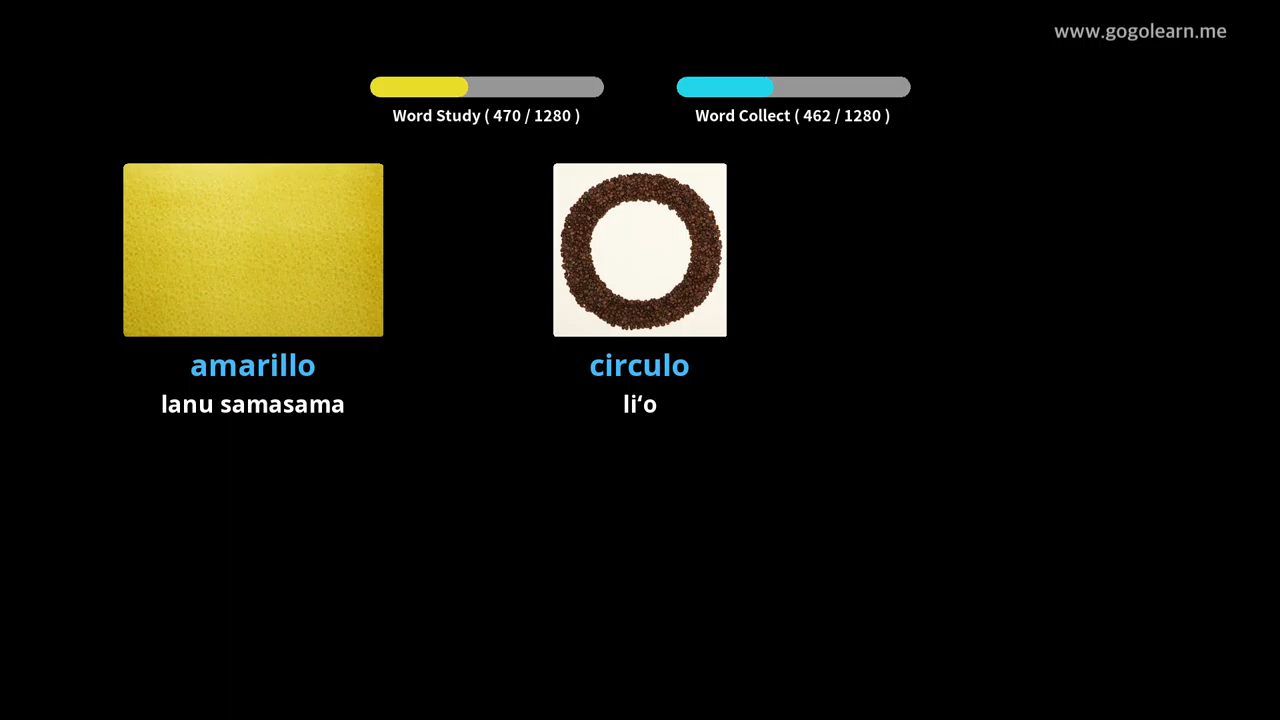 www.gogolearn.me
Word Study ( 470 / 1280 )
Word Collect ( 462 / 1280 )
amarillo
lanu samasama
circulo
li‘o